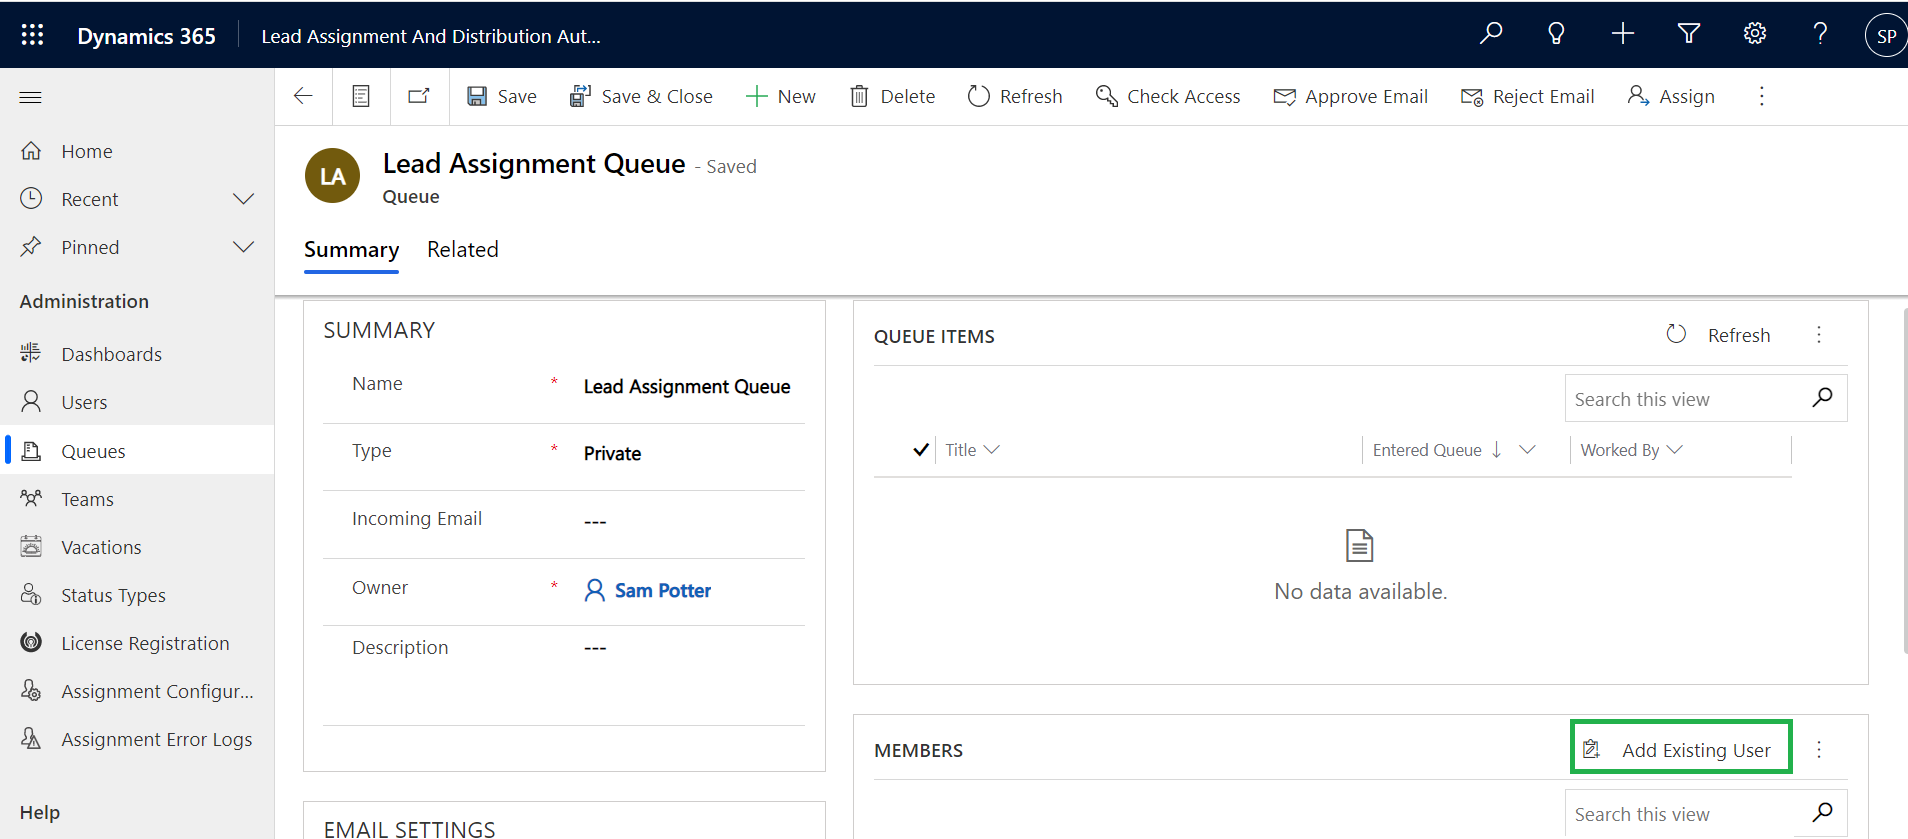 Dynamics 365
Lead Assignment And Distribution Aut...
SP
Save
Save & Close
New
Delete
Refresh
Check Access
Approve Email
Reject Email
Assign
Home
Recent
Pinned
Administration
Dashboards
Users
Queues
Teams
Vacations
Status Types
License Registration
Assignment Configur...
Assignment Error Logs
Help
LA
Lead Assignment Queue - Saved
Queue
Summary Related
SUMMARY
Name * Lead Assignment Queue
Type * Private
Incoming Email ---
Owner * Sam Potter
Description ---
EMAIL SETTINGS
QUEUE ITEMS
Refresh
Search this view
Title Entered Queue ↓ Worked By
No data available.
MEMBERS
Add Existing User
Search this view